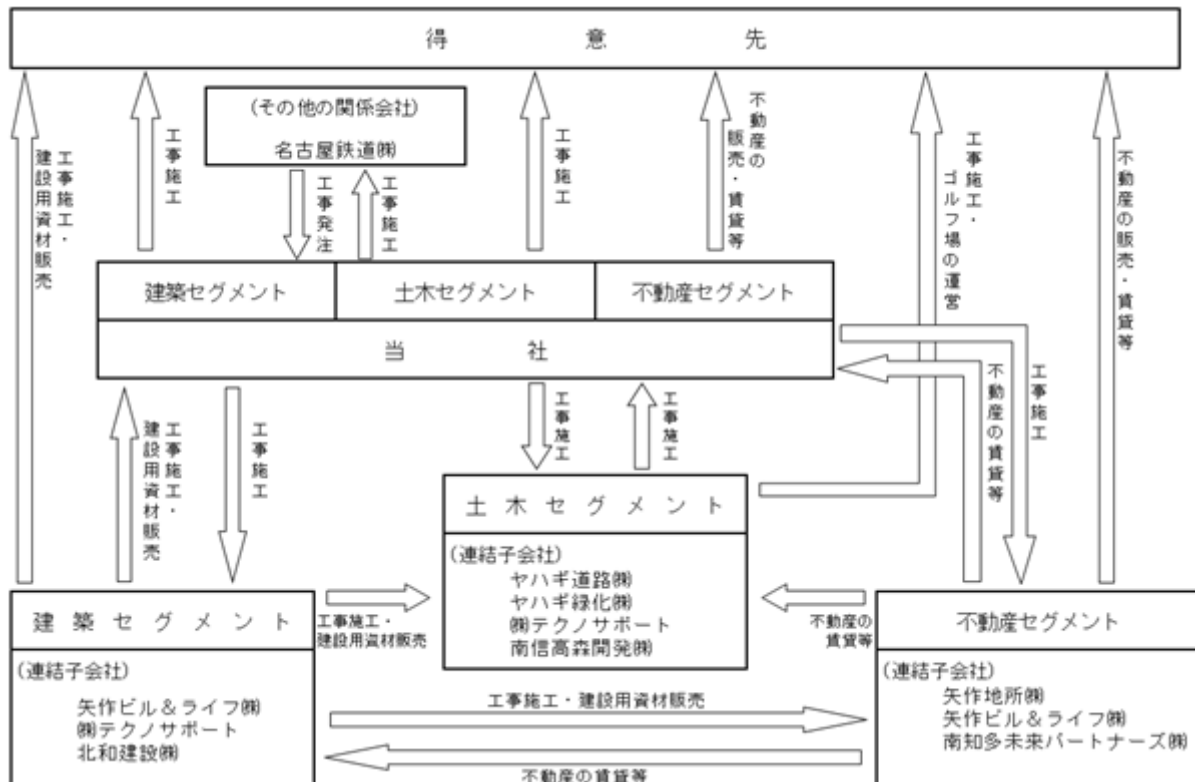 得意先
(その他の関係会社)
名古屋鉄道㈱
工事施工・
建設用資材販売
工事施工
工事発注
工事施工
工事施工
不動産の
販売・賃貸等
工事施工・
ゴルフ場の運営
不動産の販売・賃貸等
建築セグメント
土木セグメント
不動産セグメント
当社
工事施工・
建設用資材
販売
工事施工
工事施工
工事施工
不動産の賃貸等
工事施工
土木セグメント
(連結子会社)
ヤハギ道路㈱
ヤハギ緑化㈱
㈱テクノサポート
南信高森開発㈱
建築セグメント
(連結子会社)
矢作ビル&ライフ㈱
㈱テクノサポート
北和建設㈱
工事施工・
建設用資材販売
不動産の
賃貸等
不動産セグメント
(連結子会社)
矢作地所㈱
矢作ビル&ライフ㈱
南知多未来パートナーズ㈱
工事施工・建設用資材販売
不動産の賃貸等